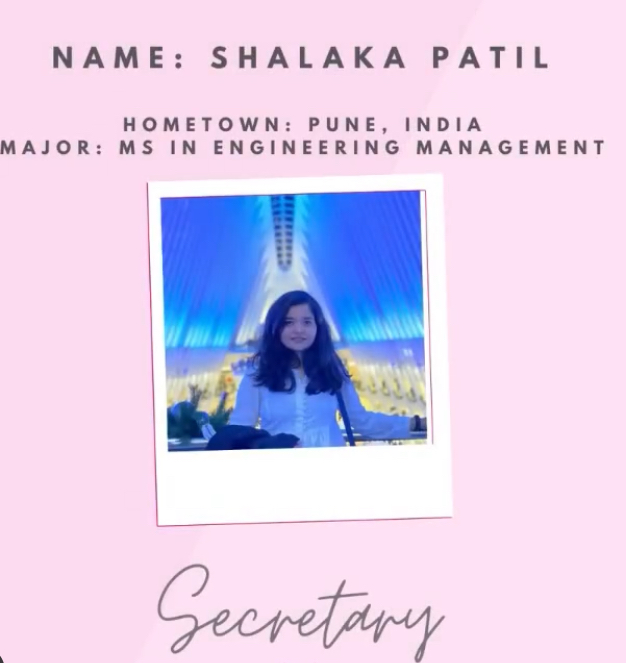 NAME: SHALAKA PATIL
HOMETOWN: PUNE, INDIA
MAJOR: MS IN ENGINEERING MANAGEMENT
Secretary